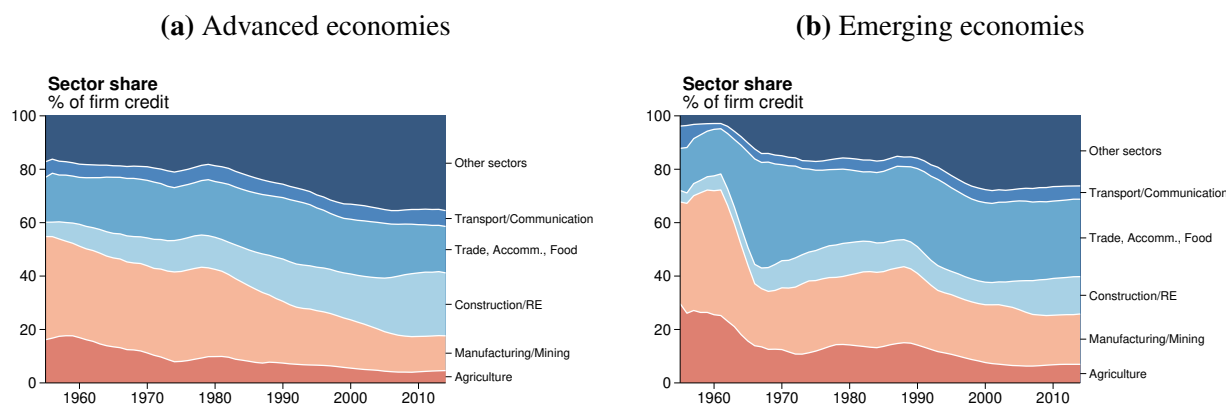 (a) Advanced economies
Sector share
% of firm credit
100
80
60
40
20
0
Other sectors
Transport/Communication
Trade, Accomm., Food
Construction/RE
Manufacturing/Mining
Agriculture
1960 1970 1980 1990 2000 2010
(b) Emerging economies
Sector share
% of firm credit
100
80
60
40
20
0
Other sectors
Transport/Communication
Trade, Accomm., Food
Construction/RE
Manufacturing/Mining
Agriculture
1960 1970 1980 1990 2000 2010